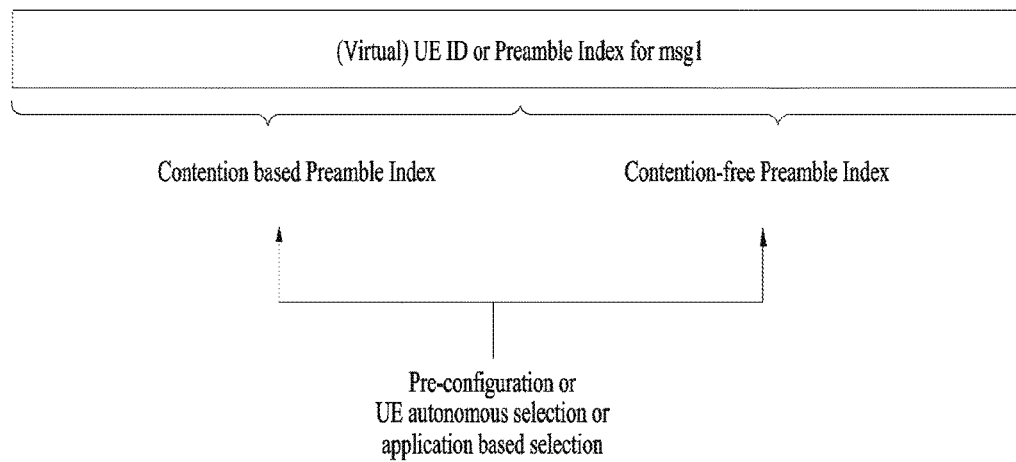 (Virtual) UE ID or Preamble Index for msg1
Contention based Preamble Index
Contention-free Preamble Index
Pre-configuration or
UE autonomous selection or
application based selection